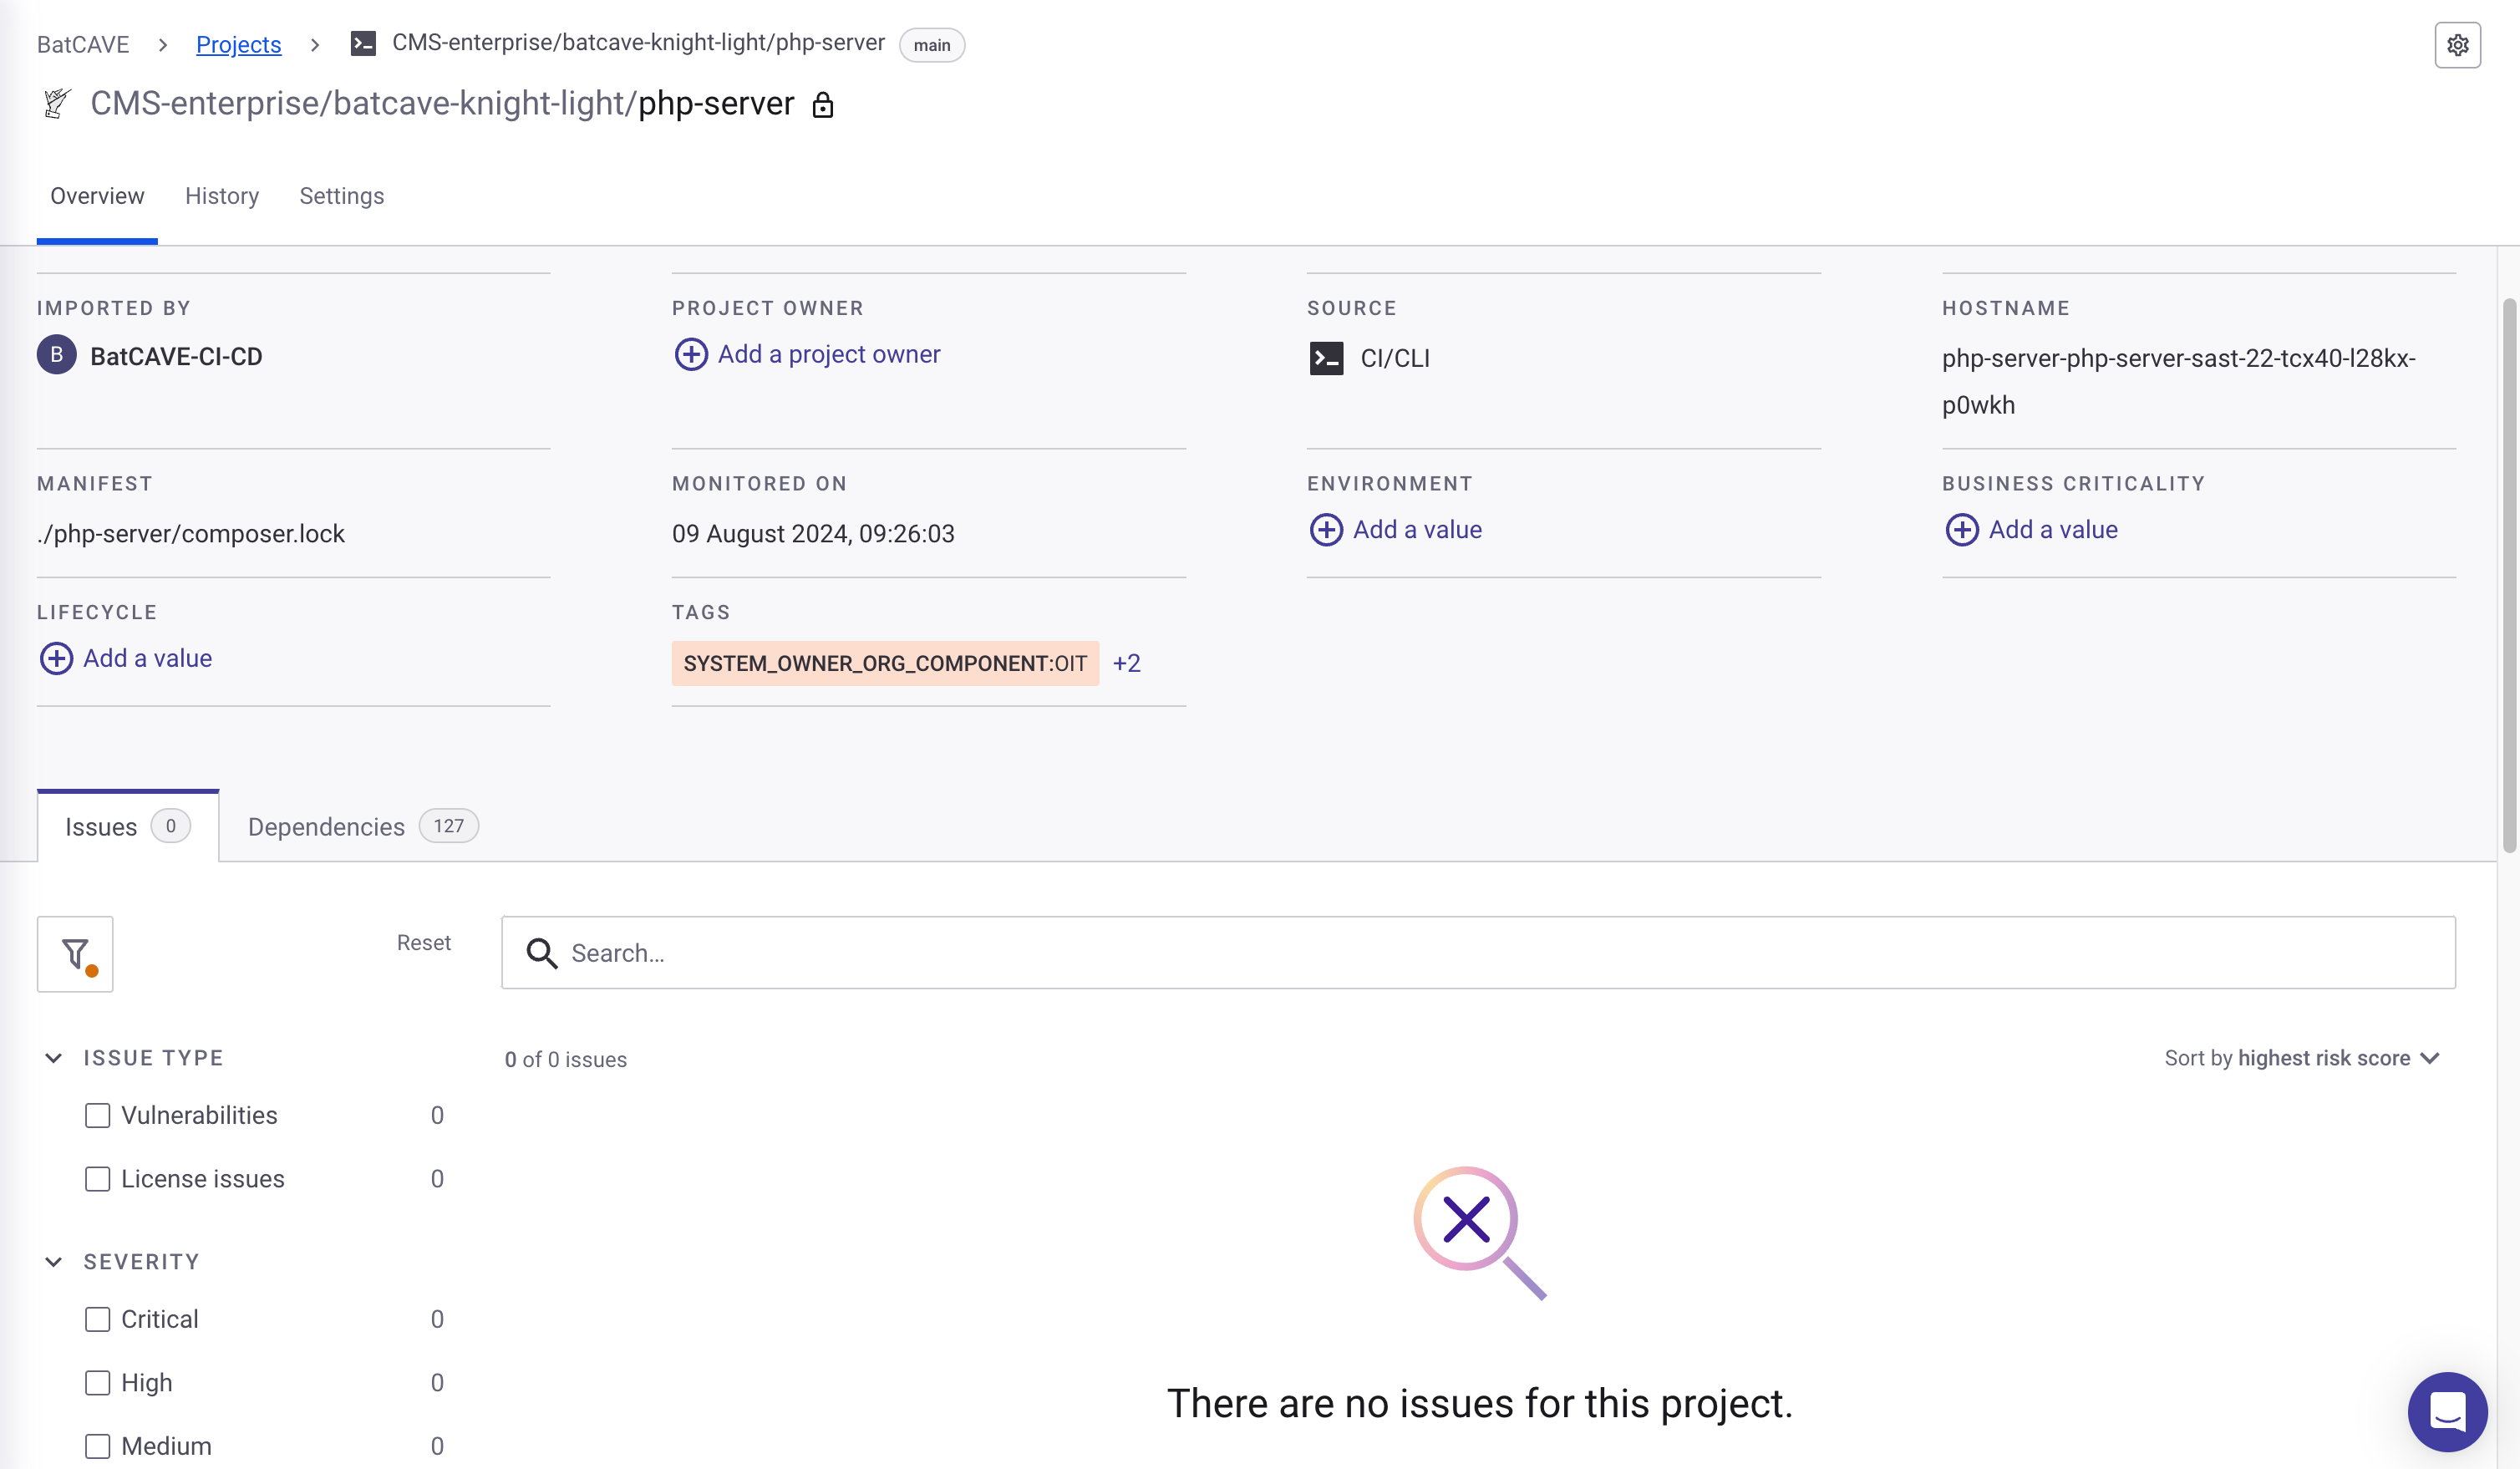 BatCAVE > Projects > CMS-enterprise/batcave-knight-light/php-server main
CMS-enterprise/batcave-knight-light/php-server
Overview History Settings
IMPORTED BY
B BatCAVE-CI-CD
PROJECT OWNER
Add a project owner
SOURCE
CI/CLI
HOSTNAME
php-server-php-server-sast-22-tcx40-l28kx-
p0wkh
MANIFEST
./php-server/composer.lock
MONITORED ON
09 August 2024, 09:26:03
ENVIRONMENT
Add a value
BUSINESS CRITICALITY
Add a value
LIFECYCLE
Add a value
TAGS
SYSTEM_OWNER_ORG_COMPONENT:OIT +2
Issues 0 Dependencies 127
Reset
Search...
ISSUE TYPE
Vulnerabilities 0
License issues 0
SEVERITY
Critical 0
High 0
Medium 0
0 of 0 issues
Sort by highest risk score
There are no issues for this project.